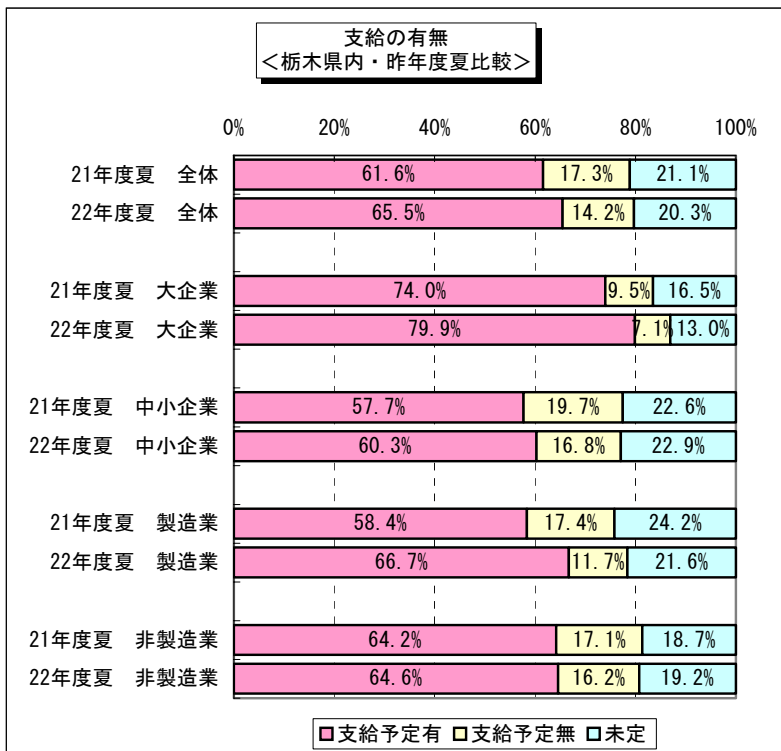 支給の有無
<栃木県内・昨年度夏比較>
0% 20% 40% 60% 80% 100%
21年度夏　全体 61.6% 17.3% 21.1%
22年度夏　全体 65.5% 14.2% 20.3%
21年度夏　大企業 74.0% 9.5% 16.5%
22年度夏　大企業 79.9% 7.1% 13.0%
21年度夏　中小企業 57.7% 19.7% 22.6%
22年度夏　中小企業 60.3% 16.8% 22.9%
21年度夏　製造業 58.4% 17.4% 24.2%
22年度夏　製造業 66.7% 11.7% 21.6%
21年度夏　非製造業 64.2% 17.1% 18.7%
22年度夏　非製造業 64.6% 16.2% 19.2%
支給予定有 支給予定無 未定